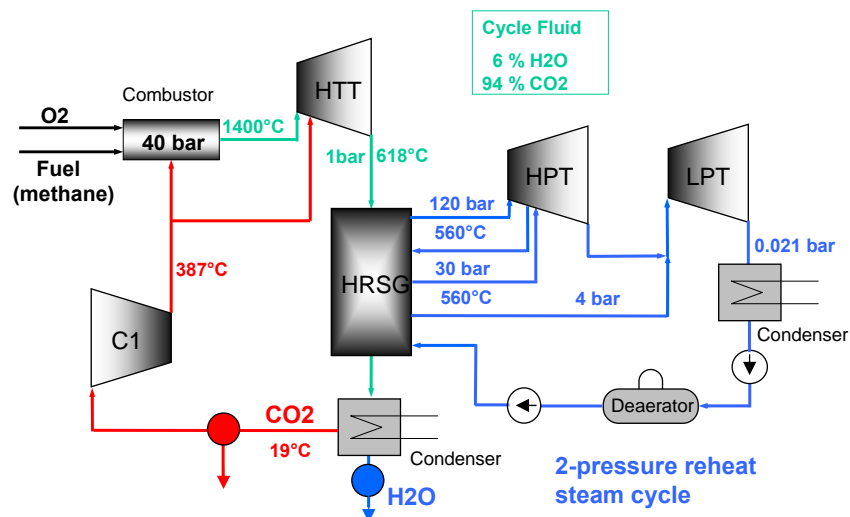 Cycle Fluid
6 % H2O
94 % CO2
HTT
Combustor
O2
40 bar
1400°C
Fuel
(methane)
1bar
618°C
HPT
LPT
120 bar
560°C
30 bar
560°C
HRSG
4 bar
0.021 bar
387°C
C1
Condenser
Deaerator
CO2
19°C
Condenser
H2O
2-pressure reheat
steam cycle